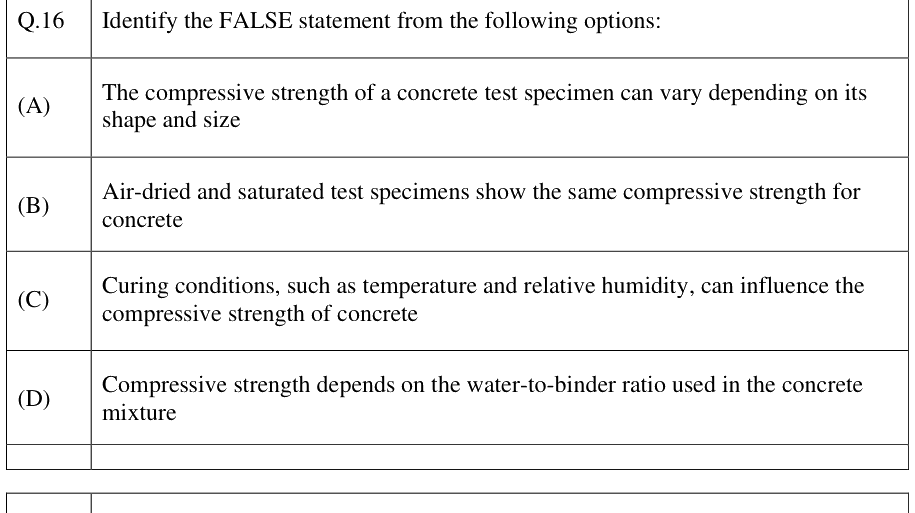 Q.16 Identify the FALSE statement from the following options:
(A) The compressive strength of a concrete test specimen can vary depending on its
shape and size
(B) Air-dried and saturated test specimens show the same compressive strength for
concrete
(C) Curing conditions, such as temperature and relative humidity, can influence the
compressive strength of concrete
(D) Compressive strength depends on the water-to-binder ratio used in the concrete
mixture